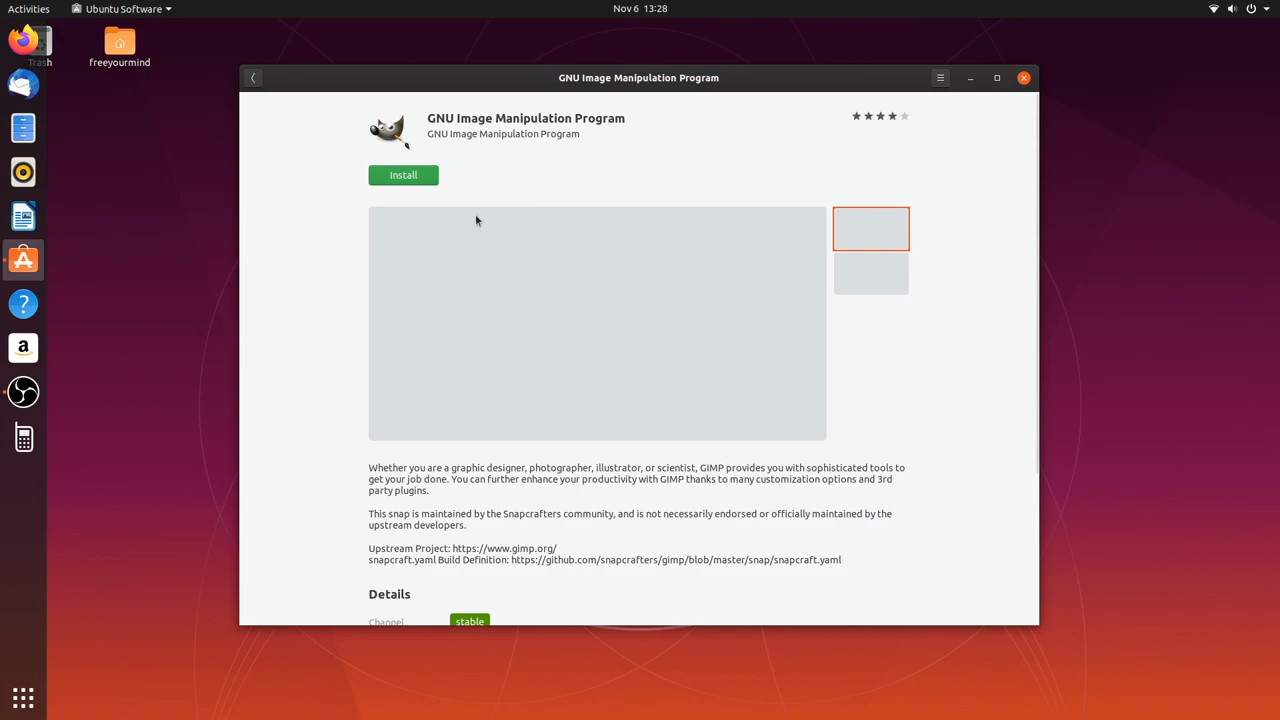 Activities
Ubuntu Software
Nov 6 13:28
Trash
freeyourmind
GNU Image Manipulation Program
GNU Image Manipulation Program
GNU Image Manipulation Program
Install
Whether you are a graphic designer, photographer, illustrator, or scientist, GIMP provides you with sophisticated tools to
get your job done. You can further enhance your productivity with GIMP thanks to many customization options and 3rd
party plugins.
This snap is maintained by the Snapcrafters community, and is not necessarily endorsed or officially maintained by the
upstream developers.
Upstream Project: https://www.gimp.org/
snapcraft.yaml Build Definition: https://github.com/snapcrafters/gimp/blob/master/snap/snapcraft.yaml
Details
Channel
stable